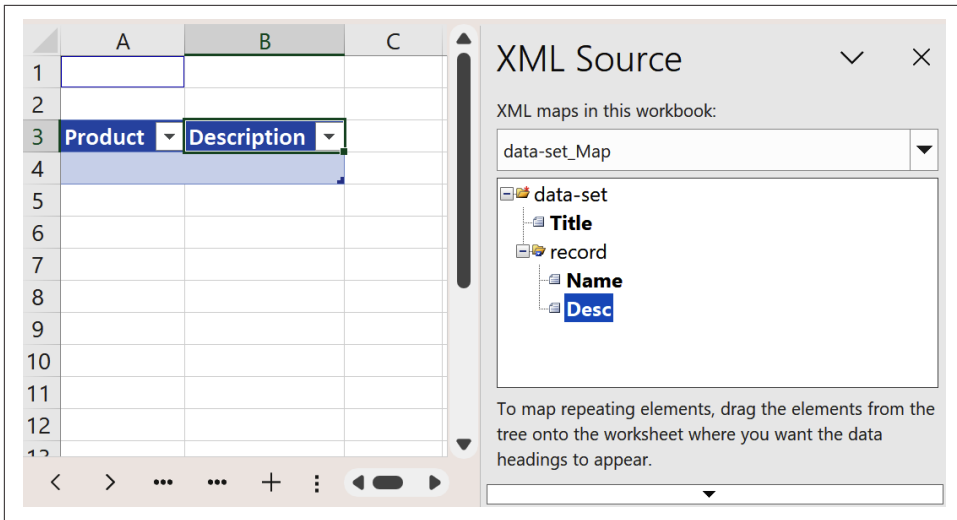 A B C
1
2
3 Product Description
4
5
6
7
8
9
10
11
12
XML Source
XML maps in this workbook:
data-set_Map
data-set
Title
record
Name
Desc
To map repeating elements, drag the elements from the
tree onto the worksheet where you want the data
headings to appear.